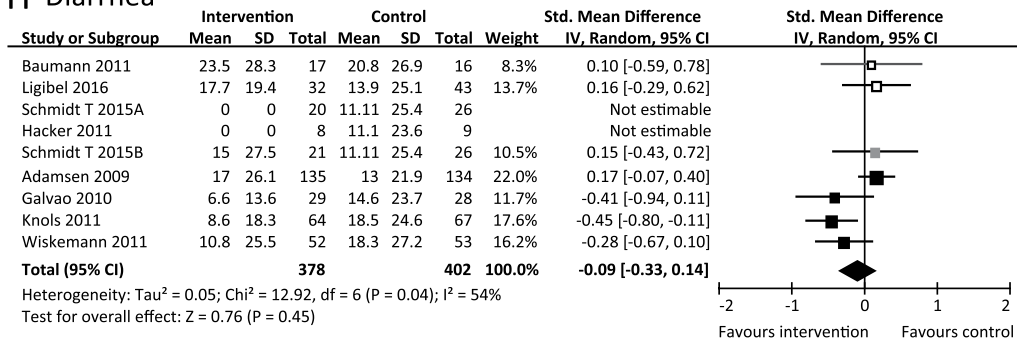 Diarrhea
Intervention Control Std. Mean Difference Std. Mean Difference
Study or Subgroup Mean SD Total Mean SD Total Weight IV, Random, 95% CI IV, Random, 95% CI
Baumann 2011 23.5 28.3 17 20.8 26.9 16 8.3% 0.10 [-0.59, 0.78]
Ligibel 2016 17.7 19.4 32 13.9 25.1 43 13.7% 0.16 [-0.29, 0.62]
Schmidt T 2015A 0 0 20 11.11 25.4 26 Not estimable
Hacker 2011 0 0 8 11.1 23.6 9 Not estimable
Schmidt T 2015B 15 27.5 21 11.11 25.4 26 10.5% 0.15 [-0.43, 0.72]
Adamsen 2009 17 26.1 135 13 21.9 134 22.0% 0.17 [-0.07, 0.40]
Galvao 2010 6.6 13.6 29 14.6 23.7 28 11.7% -0.41 [-0.94, 0.11]
Knols 2011 8.6 18.3 64 18.5 24.6 67 17.6% -0.45 [-0.80, -0.11]
Wiskemann 2011 10.8 25.5 52 18.3 27.2 53 16.2% -0.28 [-0.67, 0.10]
Total (95% CI) 378 402 100.0% -0.09 [-0.33, 0.14]
Heterogeneity: Tau² = 0.05; Chi² = 12.92, df = 6 (P = 0.04); I² = 54%
Test for overall effect: Z = 0.76 (P = 0.45)
-2 -1 0 1 2
Favours intervention Favours control